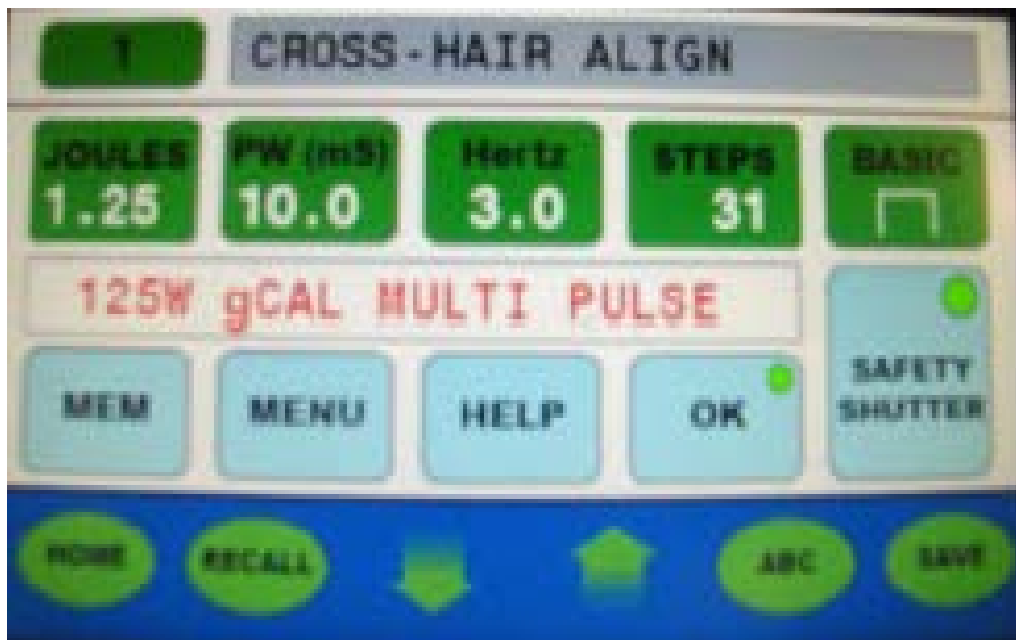 1 CROSS-HAIR ALIGN
JOULES PW (mS) Hertz STEPS BASIC
1.25 10.0 3.0 31
125W gCAL MULTI PULSE
MEM MENU HELP OK SAFETY SHUTTER
HOME RECALL ABC SAVE